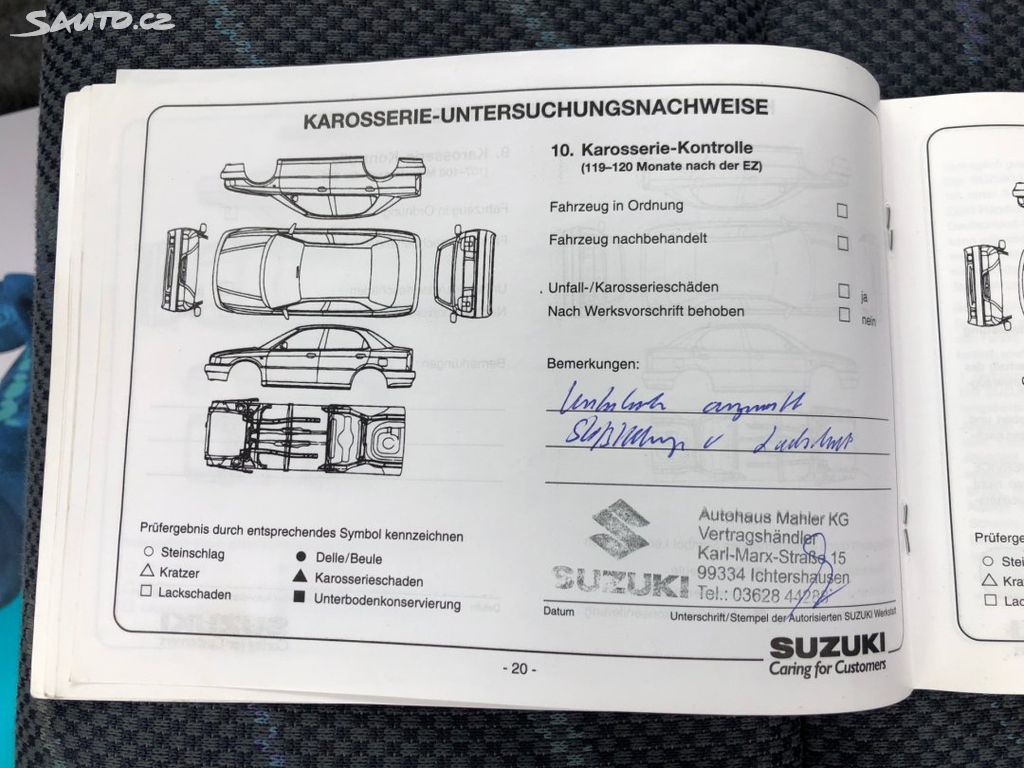 SAUTO.CZ
KAROSSERIE-UNTERSUCHUNGSNACHWEISE
10. Karosserie-Kontrolle
(119–120 Monate nach der EZ)
Fahrzeug in Ordnung
Fahrzeug nachbehandelt
Unfall-/Karosserieschäden
ja
Nach Werksvorschrift behoben
nein
Bemerkungen:
Prüfergebnis durch entsprechendes Symbol kennzeichnen
Steinschlag
Kratzer
Lackschaden
Delle/Beule
Karosserieschaden
Unterbodenkonservierung
SUZUKI
Autohaus Mahler KG
Vertragshändler
Karl-Marx-Straße 15
99334 Ichtershausen
Tel.: 03628
Datum
Unterschrift/Stempel der Autorisierten SUZUKI
SUZUKI
Caring for Customers
- 20 -